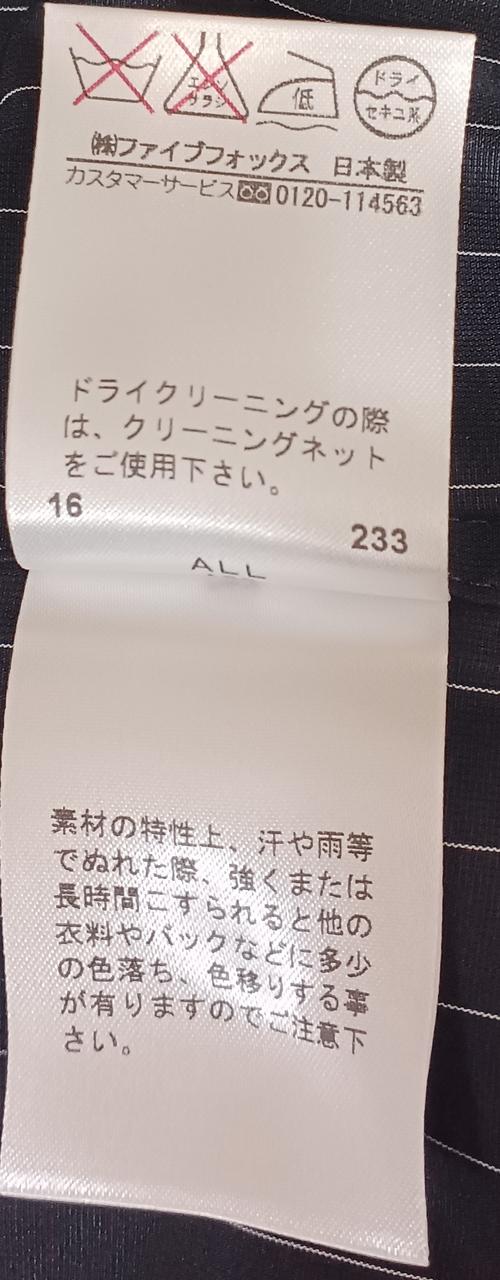 エンソ
サラシ
低
ドライ
セキユ系
㈱ファイブフォックス 日本製
カスタマーサービス 0120-114563
ドライクリーニングの際
は、クリーニングネット
をご使用下さい。
16
233
ALL
素材の特性上、汗や雨等
でぬれた際、強くまたは
長時間こすられると他の
衣料やバックなどに多少
の色落ち、色移りする事
が有りますのでご注意下
さい。